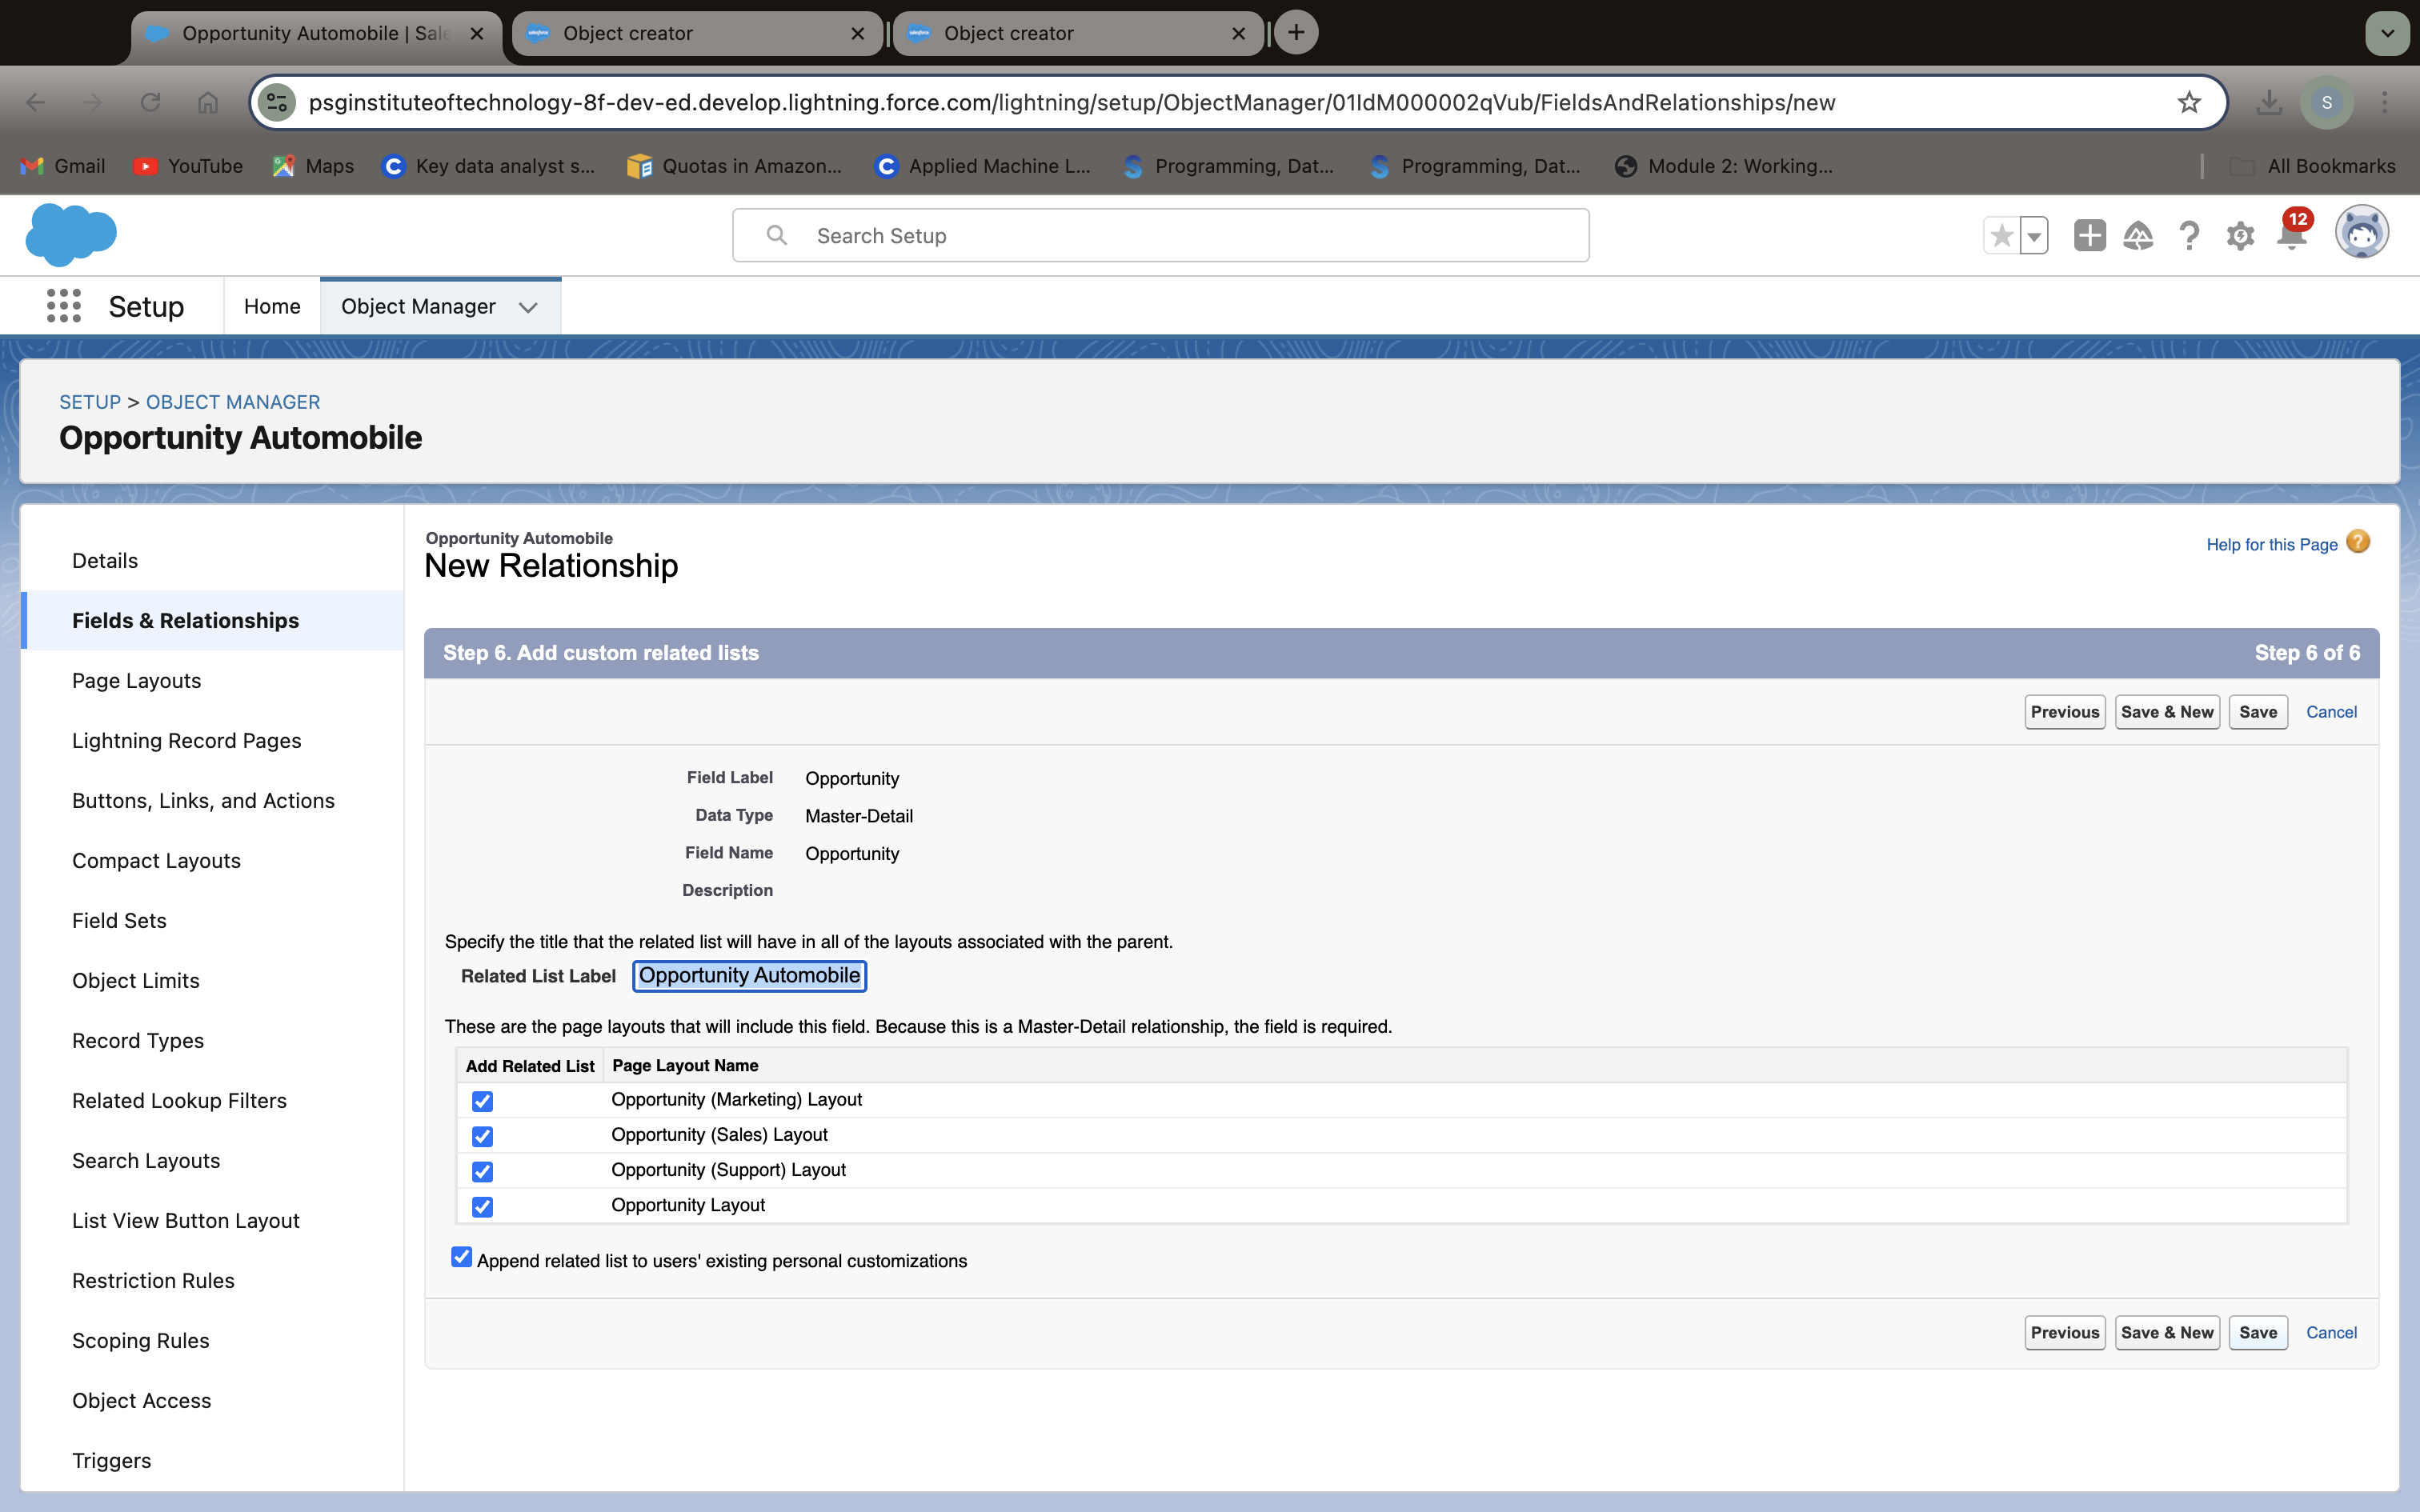 Opportunity Automobile | Sale
Object creator
Object creator
psginstituteoftechnology-8f-dev-ed.develop.lightning.force.com/lightning/setup/ObjectManager/01IdM000002qVub/FieldsAndRelationships/new
S
Gmail
YouTube
Maps
Key data analyst s...
Quotas in Amazon...
Applied Machine L...
Programming, Dat...
Programming, Dat...
Module 2: Working...
All Bookmarks
Search Setup
12
Setup
Home
Object Manager
SETUP > OBJECT MANAGER
Opportunity Automobile
Details
Fields & Relationships
Page Layouts
Lightning Record Pages
Buttons, Links, and Actions
Compact Layouts
Field Sets
Object Limits
Record Types
Related Lookup Filters
Search Layouts
List View Button Layout
Restriction Rules
Scoping Rules
Object Access
Triggers
Opportunity Automobile
New Relationship
Help for this Page
Step 6. Add custom related lists
Step 6 of 6
Previous
Save & New
Save
Cancel
Field Label Opportunity
Data Type Master-Detail
Field Name Opportunity
Description
Specify the title that the related list will have in all of the layouts associated with the parent.
Related List Label Opportunity Automobile
These are the page layouts that will include this field. Because this is a Master-Detail relationship, the field is required.
Add Related List Page Layout Name
Opportunity (Marketing) Layout
Opportunity (Sales) Layout
Opportunity (Support) Layout
Opportunity Layout
Append related list to users' existing personal customizations
Previous
Save & New
Save
Cancel